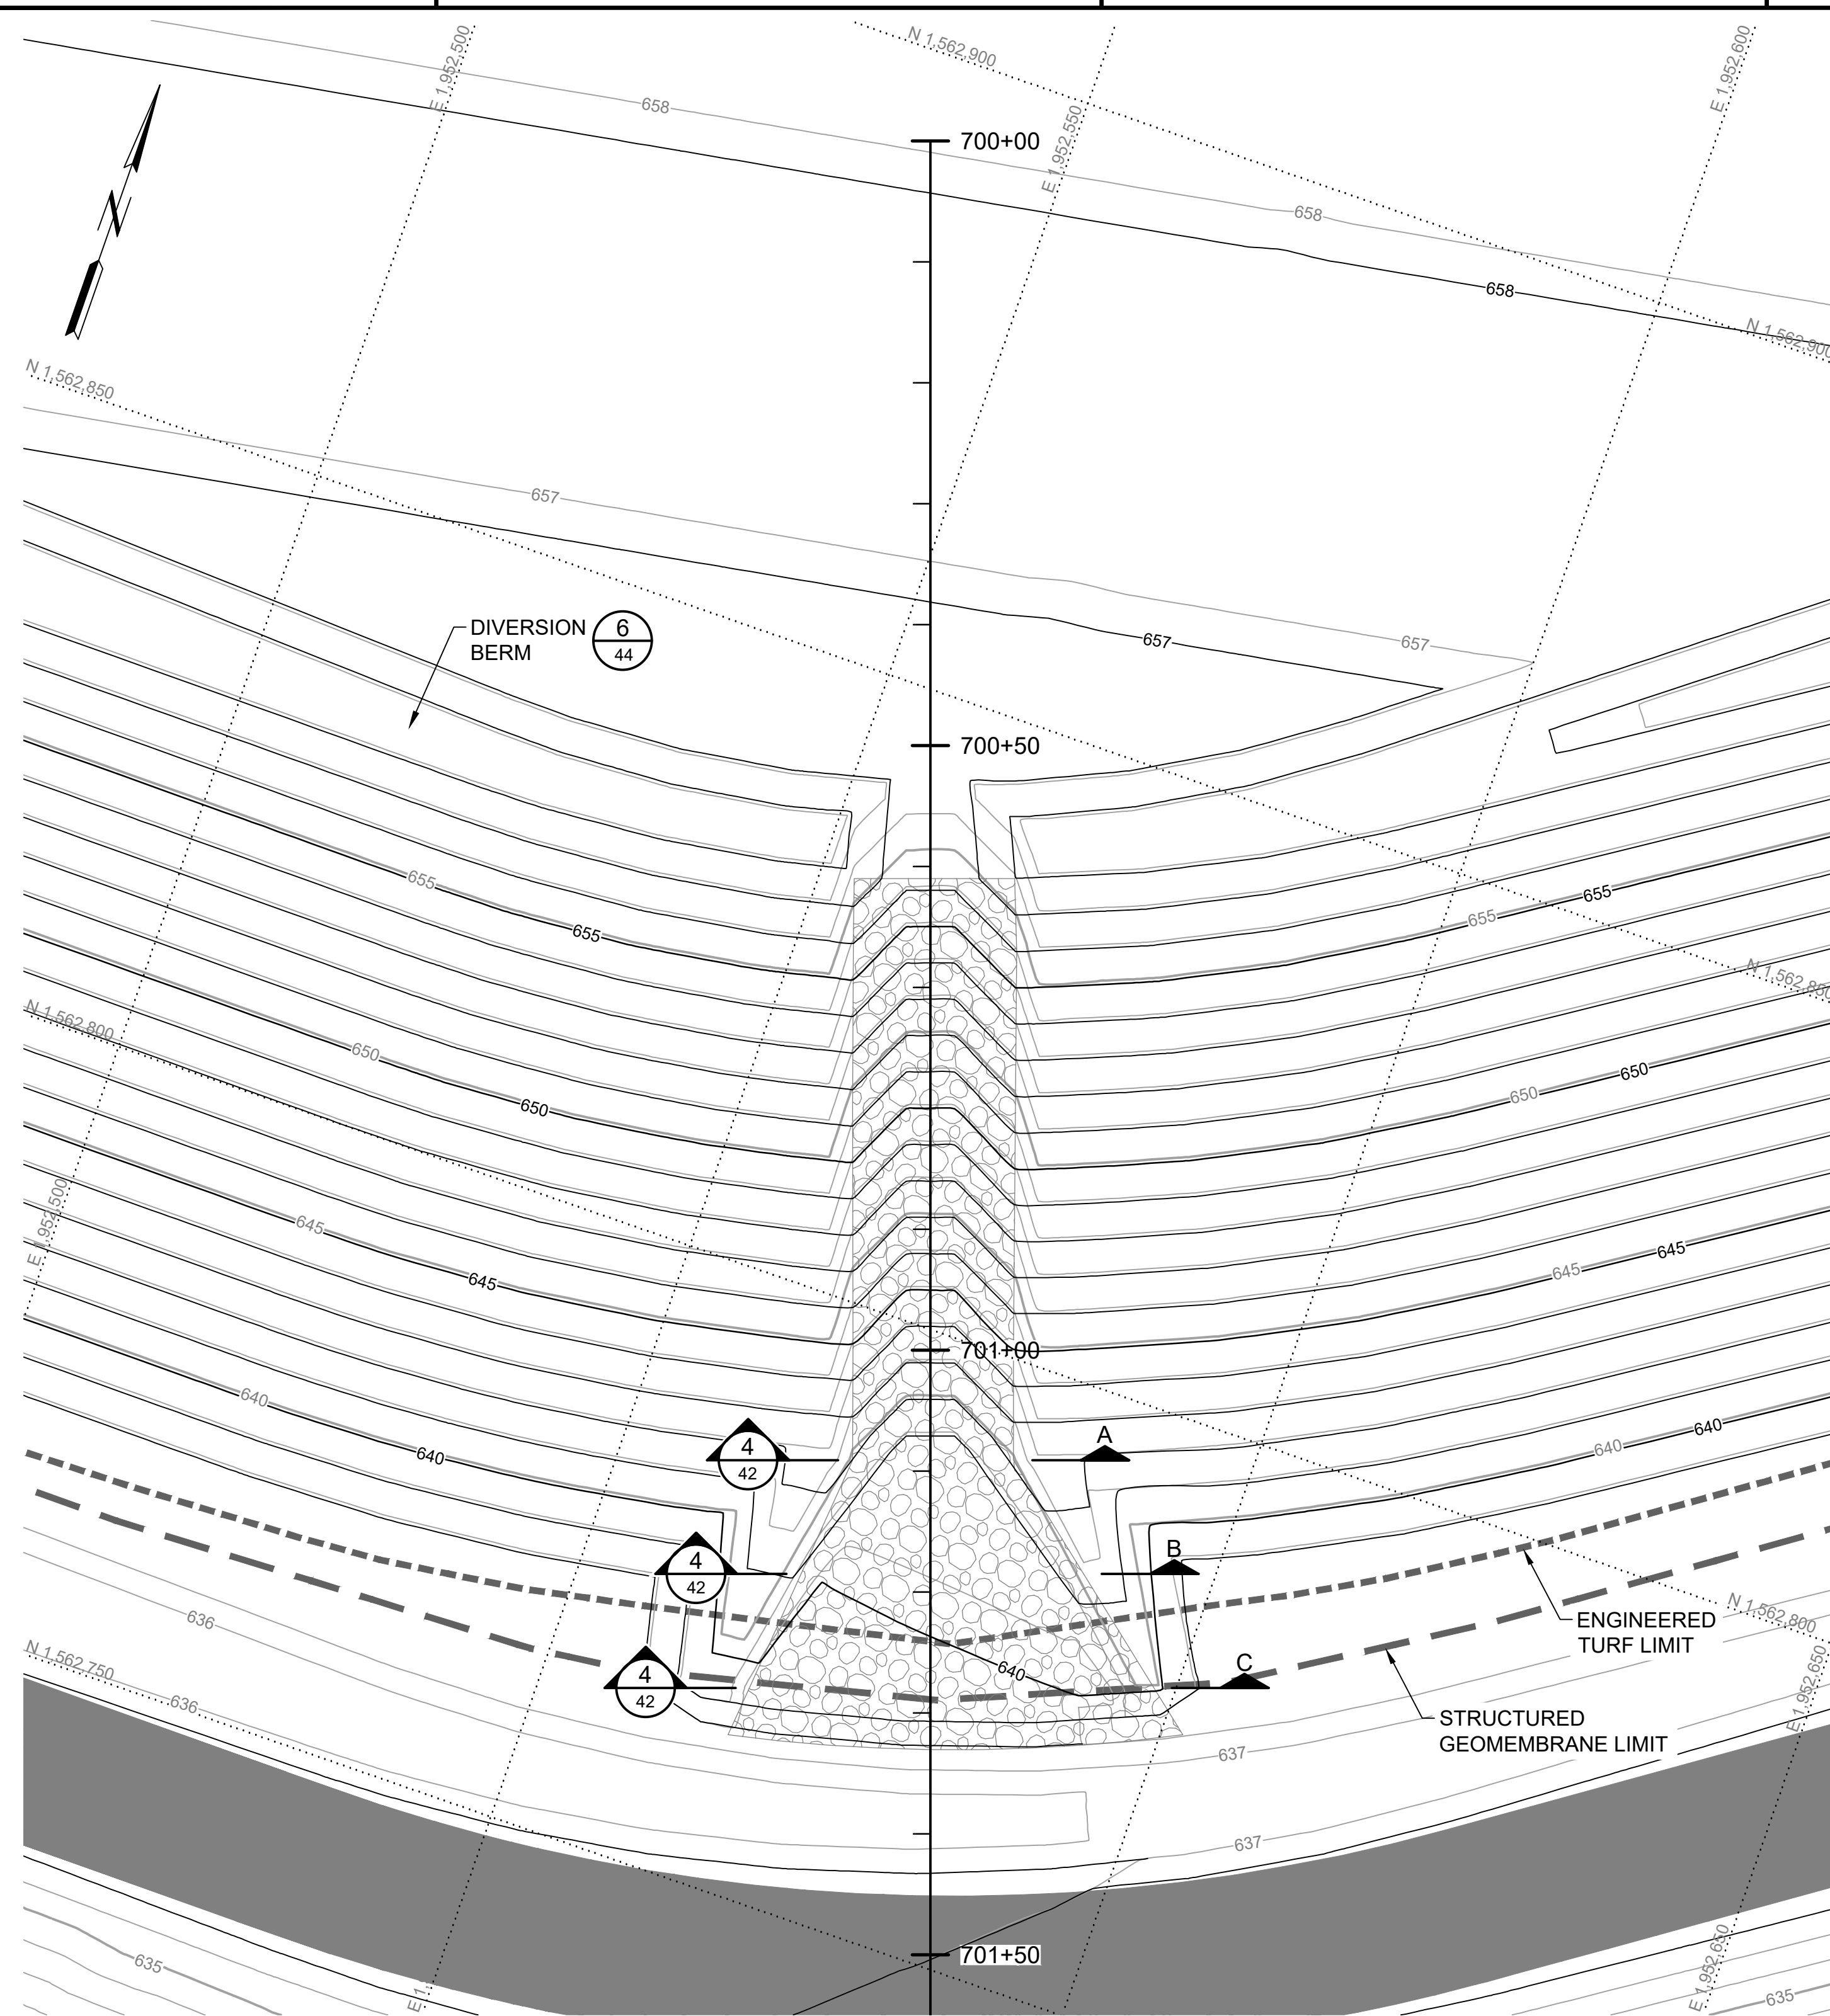 E 1,952,500
N 1,562,900
E 1,952,600
658
E 1,952,550
700+00
658
658
N 1,562,900
N 1,562,850
657
DIVERSION
BERM
6
44
657
657
700+50
655
655
655
655
N 1,562,850
N 1,562,800
650
650
650
650
E 1,952,500
645
645
645
645
701+00
640
640
640
640
4
42
A
4
42
B
ENGINEERED
TURF LIMIT
N 1,562,800
636
N 1,562,750
636
4
42
640
C
STRUCTURED
GEOMEMBRANE LIMIT
E 1,952,650
637
637
701+50
635
E 1,
E 1,952,650
635